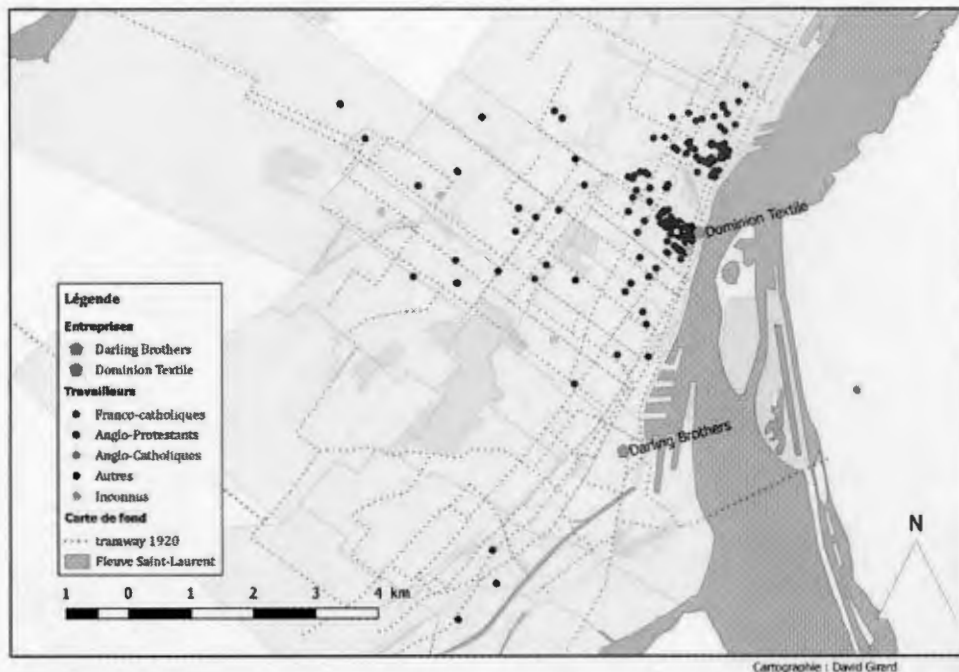 Dominion Textile
Darling Brothers
Légende
Entreprises
Darling Brothers
Dominion Textile
Travailleurs
Franco-catholiques
Anglo-Protestants
Anglo-Catholiques
Autres
Inconnus
Carte de fond
tramway 1920
Fleuve Saint-Laurent
1 0 1 2 3 4 km
N
Cartographie : David Girard